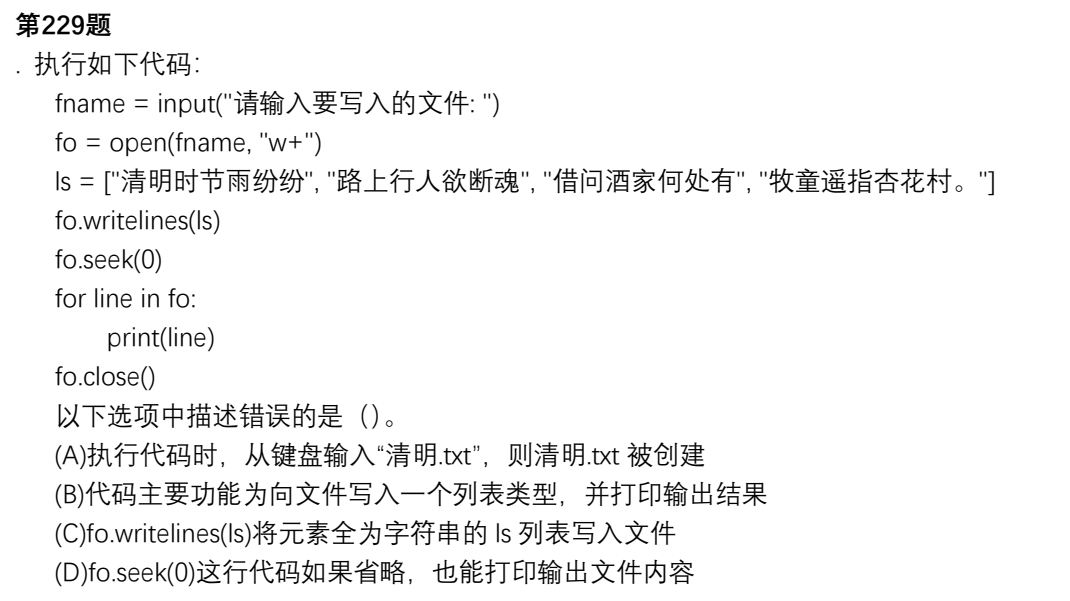 第229题
. 执行如下代码：
fname = input("请输入要写入的文件: ")
fo = open(fname, "w+")
ls = ["清明时节雨纷纷", "路上行人欲断魂", "借问酒家何处有", "牧童遥指杏花村。"]
fo.writelines(ls)
fo.seek(0)
for line in fo:
print(line)
fo.close()
以下选项中描述错误的是（）。
(A)执行代码时，从键盘输入“清明.txt”，则清明.txt 被创建
(B)代码主要功能为向文件写入一个列表类型，并打印输出结果
(C)fo.writelines(ls)将元素全为字符串的 ls 列表写入文件
(D)fo.seek(0)这行代码如果省略，也能打印输出文件内容